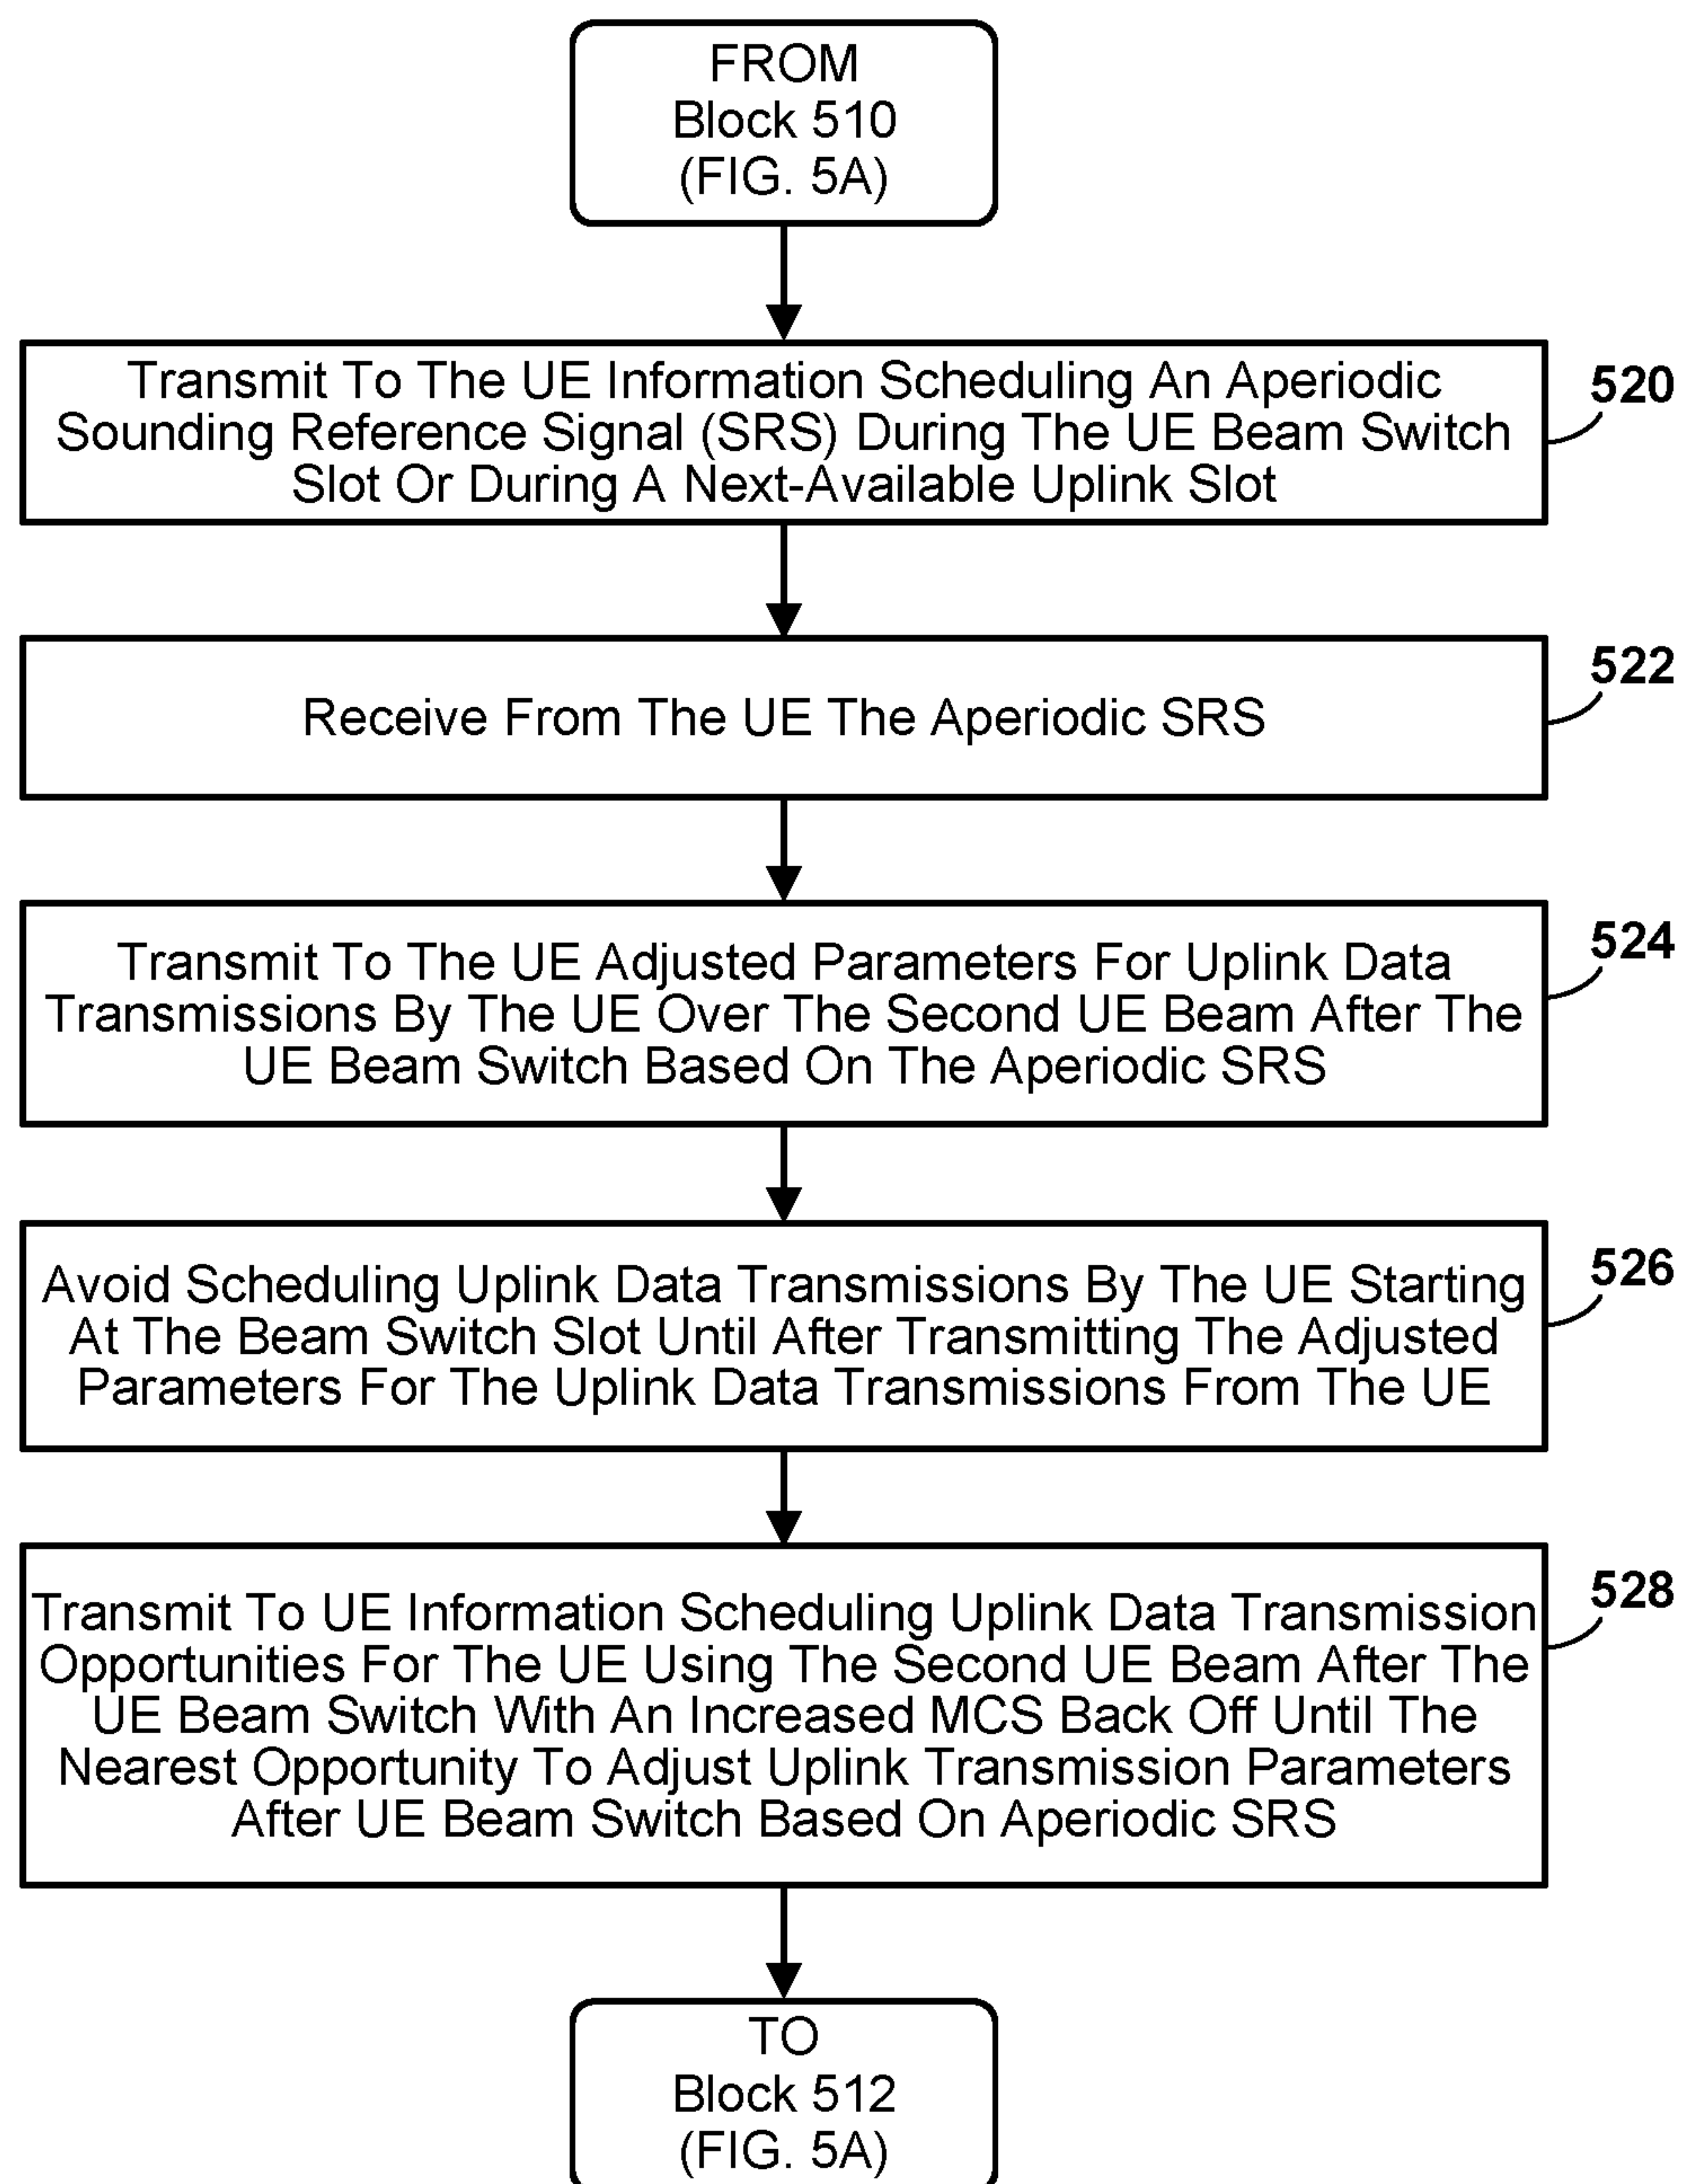 FROM
Block 510
(FIG. 5A)
Transmit To The UE Information Scheduling An Aperiodic
Sounding Reference Signal (SRS) During The UE Beam Switch
Slot Or During A Next-Available Uplink Slot
520
Receive From The UE The Aperiodic SRS
522
Transmit To The UE Adjusted Parameters For Uplink Data
Transmissions By The UE Over The Second UE Beam After The
UE Beam Switch Based On The Aperiodic SRS
524
Avoid Scheduling Uplink Data Transmissions By The UE Starting
At The Beam Switch Slot Until After Transmitting The Adjusted
Parameters For The Uplink Data Transmissions From The UE
526
Transmit To UE Information Scheduling Uplink Data Transmission
Opportunities For The UE Using The Second UE Beam After The
UE Beam Switch With An Increased MCS Back Off Until The
Nearest Opportunity To Adjust Uplink Transmission Parameters
After UE Beam Switch Based On Aperiodic SRS
528
TO
Block 512
(FIG. 5A)